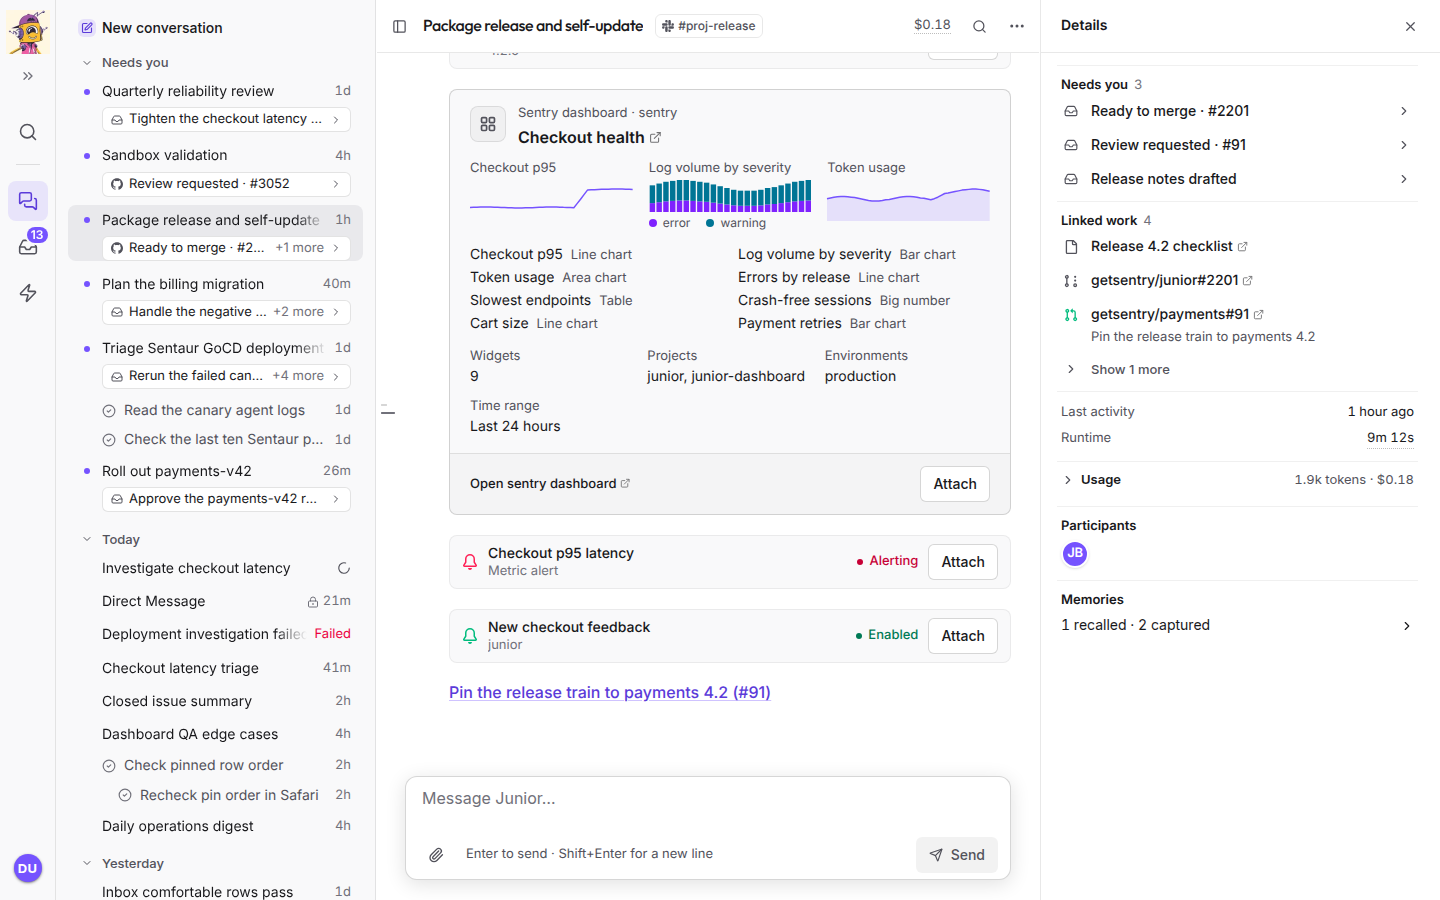 New conversation
Needs you
Quarterly reliability review 1d
Tighten the checkout latency ...
Sandbox validation 4h
Review requested · #3052
Package release and self-update 1h
Ready to merge · #2... +1 more
13
Plan the billing migration 40m
Handle the negative ... +2 more
Triage Sentaur GoCD deployment 1d
Rerun the failed can... +4 more
Read the canary agent logs 1d
Check the last ten Sentaur p... 1d
Roll out payments-v42 26m
Approve the payments-v42 r...
Today
Investigate checkout latency
Direct Message 21m
Deployment investigation failed Failed
Checkout latency triage 41m
Closed issue summary 2h
Dashboard QA edge cases 4h
Check pinned row order 2h
Recheck pin order in Safari 2h
Daily operations digest 4h
Yesterday
Inbox comfortable rows pass 1d
DU
Package release and self-update #proj-release $0.18
Sentry dashboard · sentry
Checkout health
Checkout p95 Log volume by severity Token usage
error warning
Checkout p95 Line chart Log volume by severity Bar chart
Token usage Area chart Errors by release Line chart
Slowest endpoints Table Crash-free sessions Big number
Cart size Line chart Payment retries Bar chart
Widgets Projects Environments
9 junior, junior-dashboard production
Time range
Last 24 hours
Open sentry dashboard Attach
Checkout p95 latency
Metric alert
Alerting Attach
New checkout feedback
junior
Enabled Attach
Pin the release train to payments 4.2 (#91)
Message Junior...
Enter to send · Shift+Enter for a new line Send
Details
Needs you 3
Ready to merge · #2201
Review requested · #91
Release notes drafted
Linked work 4
Release 4.2 checklist
getsentry/junior#2201
getsentry/payments#91
Pin the release train to payments 4.2
Show 1 more
Last activity 1 hour ago
Runtime 9m 12s
Usage 1.9k tokens · $0.18
Participants
JB
Memories
1 recalled · 2 captured